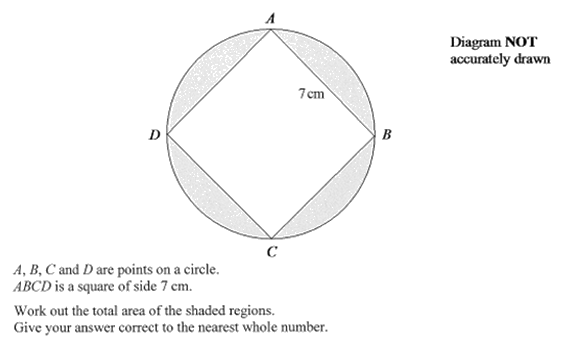 A
Diagram NOT
accurately drawn
7 cm
D
B
C
A, B, C and D are points on a circle.
ABCD is a square of side 7 cm.
Work out the total area of the shaded regions.
Give your answer correct to the nearest whole number.